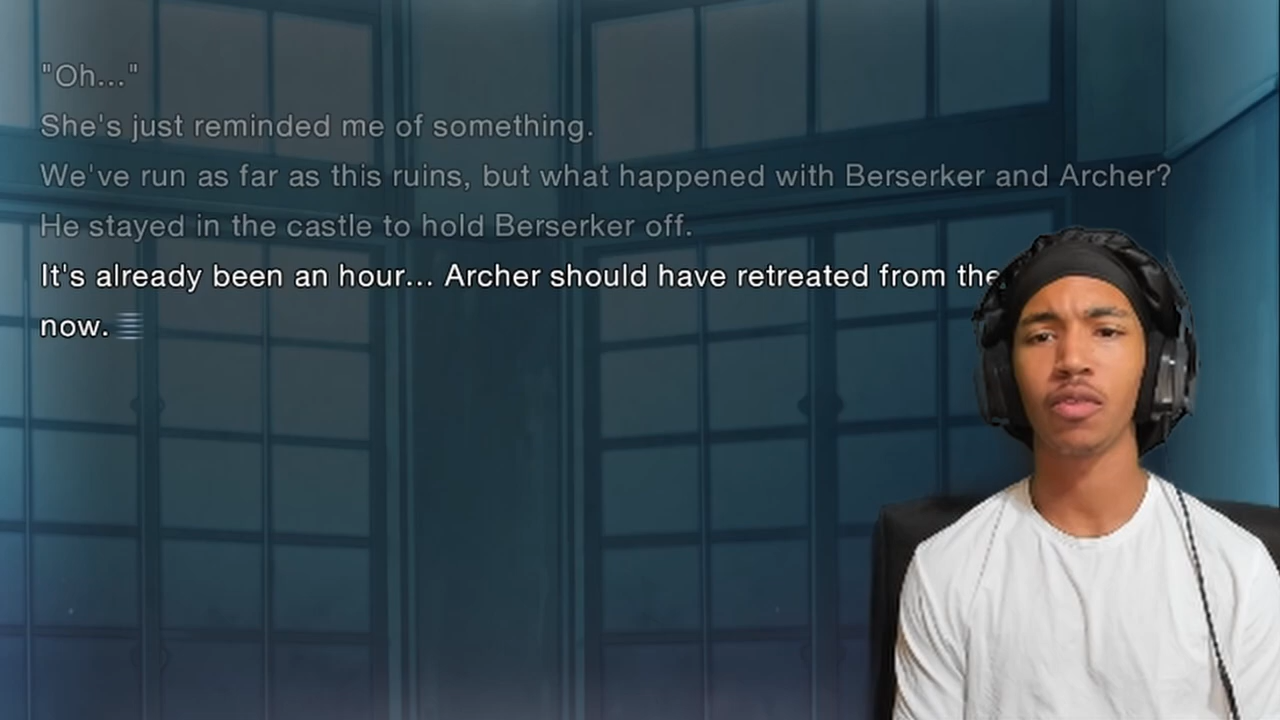 "Oh..."
She's just reminded me of something.
We've run as far as this ruins, but what happened with Berserker and Archer?
He stayed in the castle to hold Berserker off.
It's already been an hour... Archer should have retreated from the
now.